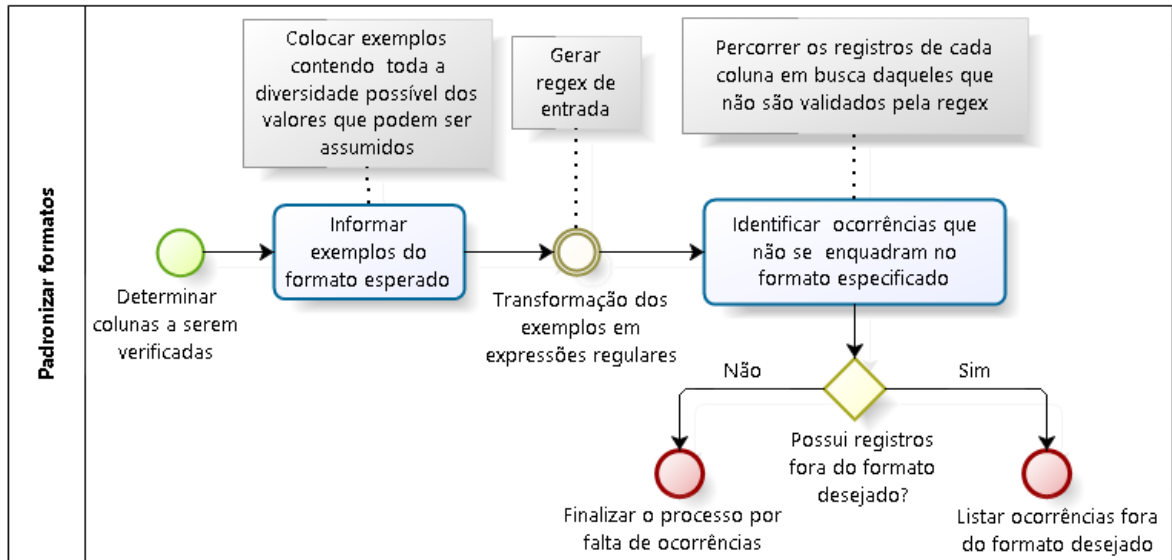 Padronizar formatos
Colocar exemplos
contendo toda a
diversidade possível dos
valores que podem ser
assumidos
Gerar
regex de
entrada
Percorrer os registros de cada
coluna em busca daqueles que
não são validados pela regex
Determinar
colunas a serem
verificadas
Informar
exemplos do
formato esperado
Transformação dos
exemplos em
expressões regulares
Identificar ocorrências que
não se enquadram no
formato especificado
Não
Sim
Possui registros
fora do formato
desejado?
Finalizar o processo por
falta de ocorrências
Listar ocorrências fora
do formato desejado